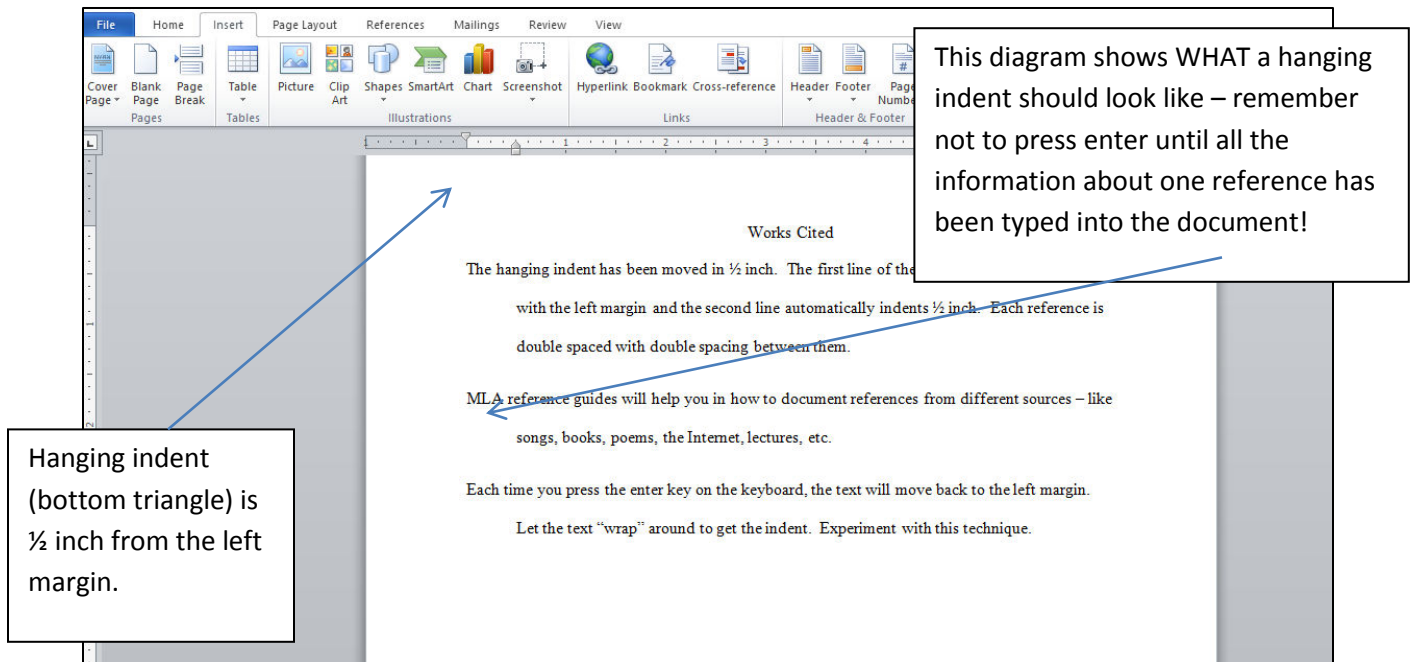 File Home Insert Page Layout References Mailings Review View
Cover Page Blank Page Page Break Table Picture Clip Art Shapes SmartArt Chart Screenshot Hyperlink Bookmark Cross-reference Header Footer Page
Pages Tables Illustrations Links Header & Footer
L
1 1 2 3 4
This diagram shows WHAT a hanging
indent should look like – remember
not to press enter until all the
information about one reference has
been typed into the document!
Works Cited
The hanging indent has been moved in ½ inch. The first line of the
with the left margin and the second line automatically indents ½ inch. Each reference is
double spaced with double spacing between them.
MLA reference guides will help you in how to document references from different sources – like
songs, books, poems, the Internet, lectures, etc.
Each time you press the enter key on the keyboard, the text will move back to the left margin.
Let the text “wrap” around to get the indent. Experiment with this technique.
1
2
Hanging indent
(bottom triangle) is
½ inch from the left
margin.